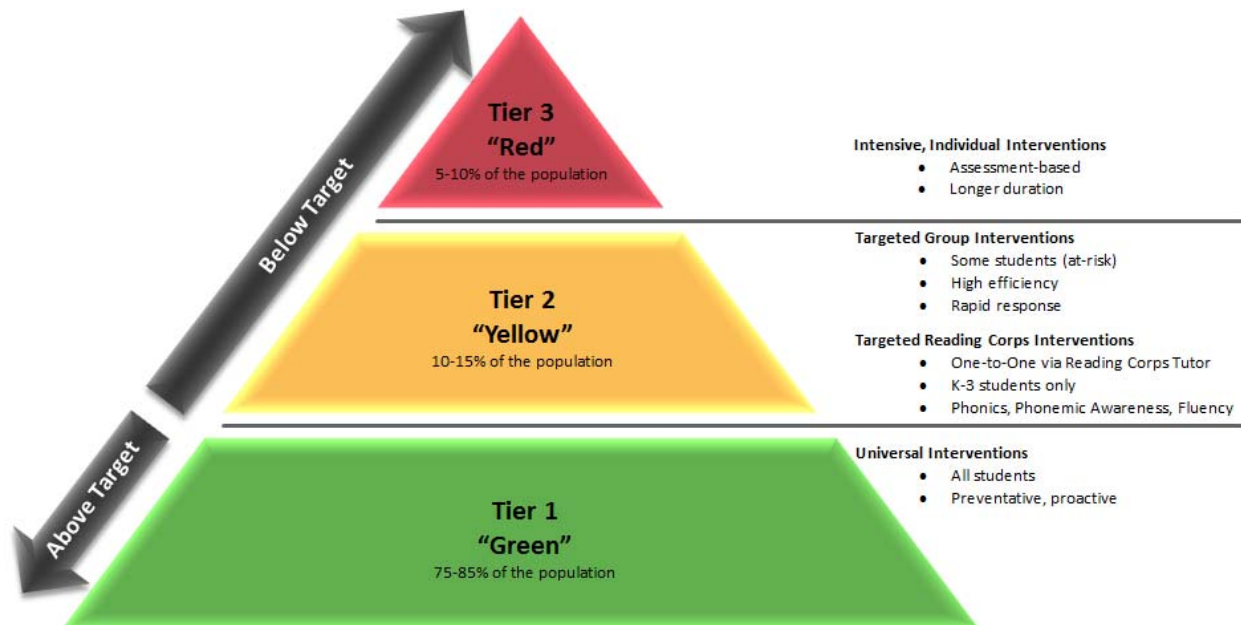 Below Target
Above Target
Tier 3
“Red”
5-10% of the population
Tier 2
“Yellow”
10-15% of the population
Tier 1
“Green”
75-85% of the population
Intensive, Individual Interventions
• Assessment-based
• Longer duration
Targeted Group Interventions
• Some students (at-risk)
• High efficiency
• Rapid response
Targeted Reading Corps Interventions
• One-to-One via Reading Corps Tutor
• K-3 students only
• Phonics, Phonemic Awareness, Fluency
Universal Interventions
• All students
• Preventative, proactive